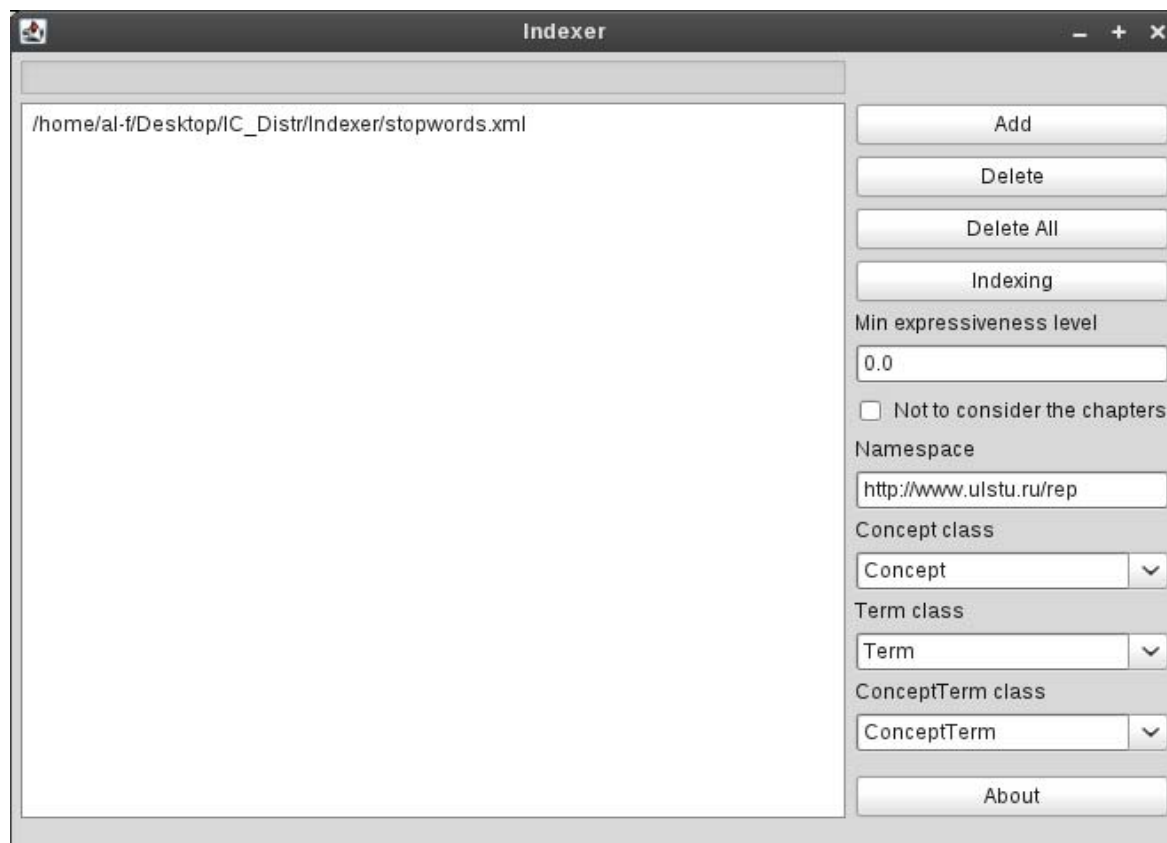 Indexer
/home/al-f/Desktop/IC_Distr/Indexer/stopwords.xml
Add
Delete
Delete All
Indexing
Min expressiveness level
0.0
Not to consider the chapters
Namespace
http://www.ulstu.ru/rep
Concept class
Concept
Term class
Term
ConceptTerm class
ConceptTerm
About